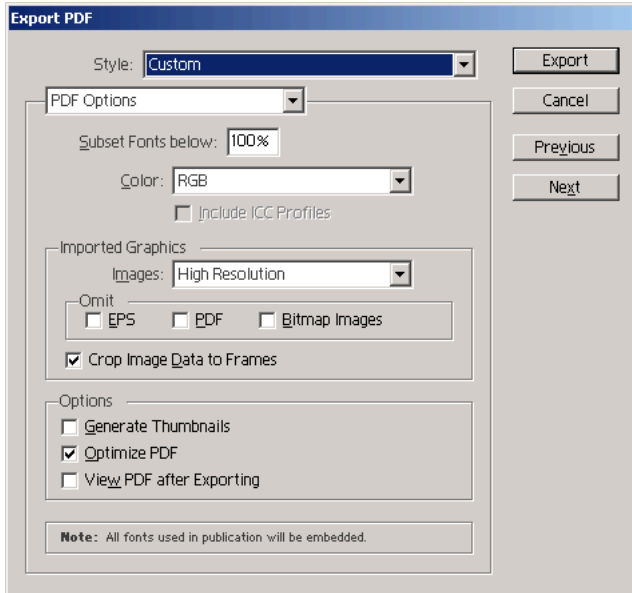 Export PDF
Style: Custom
Export
PDF Options
Cancel
Subset Fonts below: 100%
Previous
Color: RGB
Next
Include ICC Profiles
Imported Graphics
Images: High Resolution
Omit
EPS PDF Bitmap Images
Crop Image Data to Frames
Options
Generate Thumbnails
Optimize PDF
View PDF after Exporting
Note: All fonts used in publication will be embedded.